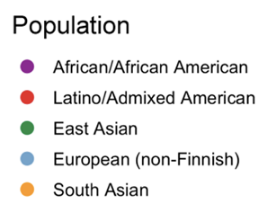 Population
African/African American
Latino/Admixed American
East Asian
European (non-Finnish)
South Asian